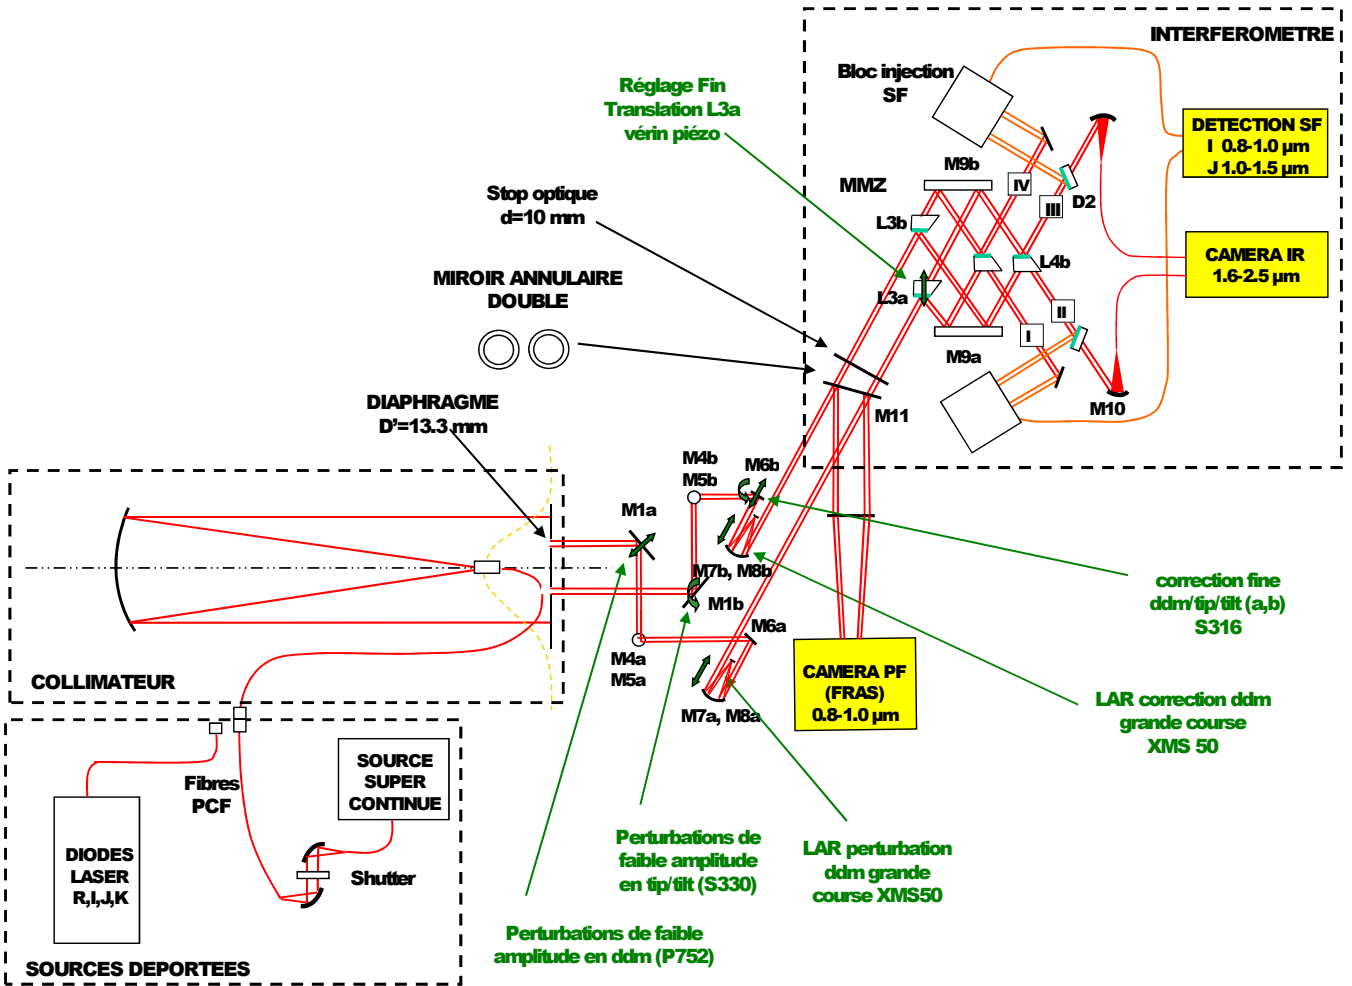 INTERFEROMETRE
Bloc injection
SF
Réglage Fin
Translation L3a
vérin piézo
DETECTION SF
I 0.8-1.0 µm
J 1.0-1.5 µm
M9b
MMZ
IV
III
D2
Stop optique
d=10 mm
L3b
L4b
CAMERA IR
1.6-2.5 µm
MIROIR ANNULAIRE
DOUBLE
L3a
II
I
M9a
DIAPHRAGME
D'=13.3 mm
M11
M10
M4b
M5b
M6b
M1a
M7b, M8b
M1b
correction fine
ddm/tip/tilt (a,b)
S316
M6a
M4a
M5a
CAMERA PF
(FRAS)
0.8-1.0 µm
COLLIMATEUR
M7a, M8a
LAR correction ddm
grande course
XMS 50
SOURCE
SUPER
CONTINUE
Fibres
PCF
DIODES
LASER
R,I,J,K
Shutter
Perturbations de
faible amplitude
en tip/tilt (S330)
LAR perturbation
ddm grande
course XMS50
Perturbations de faible
amplitude en ddm (P752)
SOURCES DEPORTEES